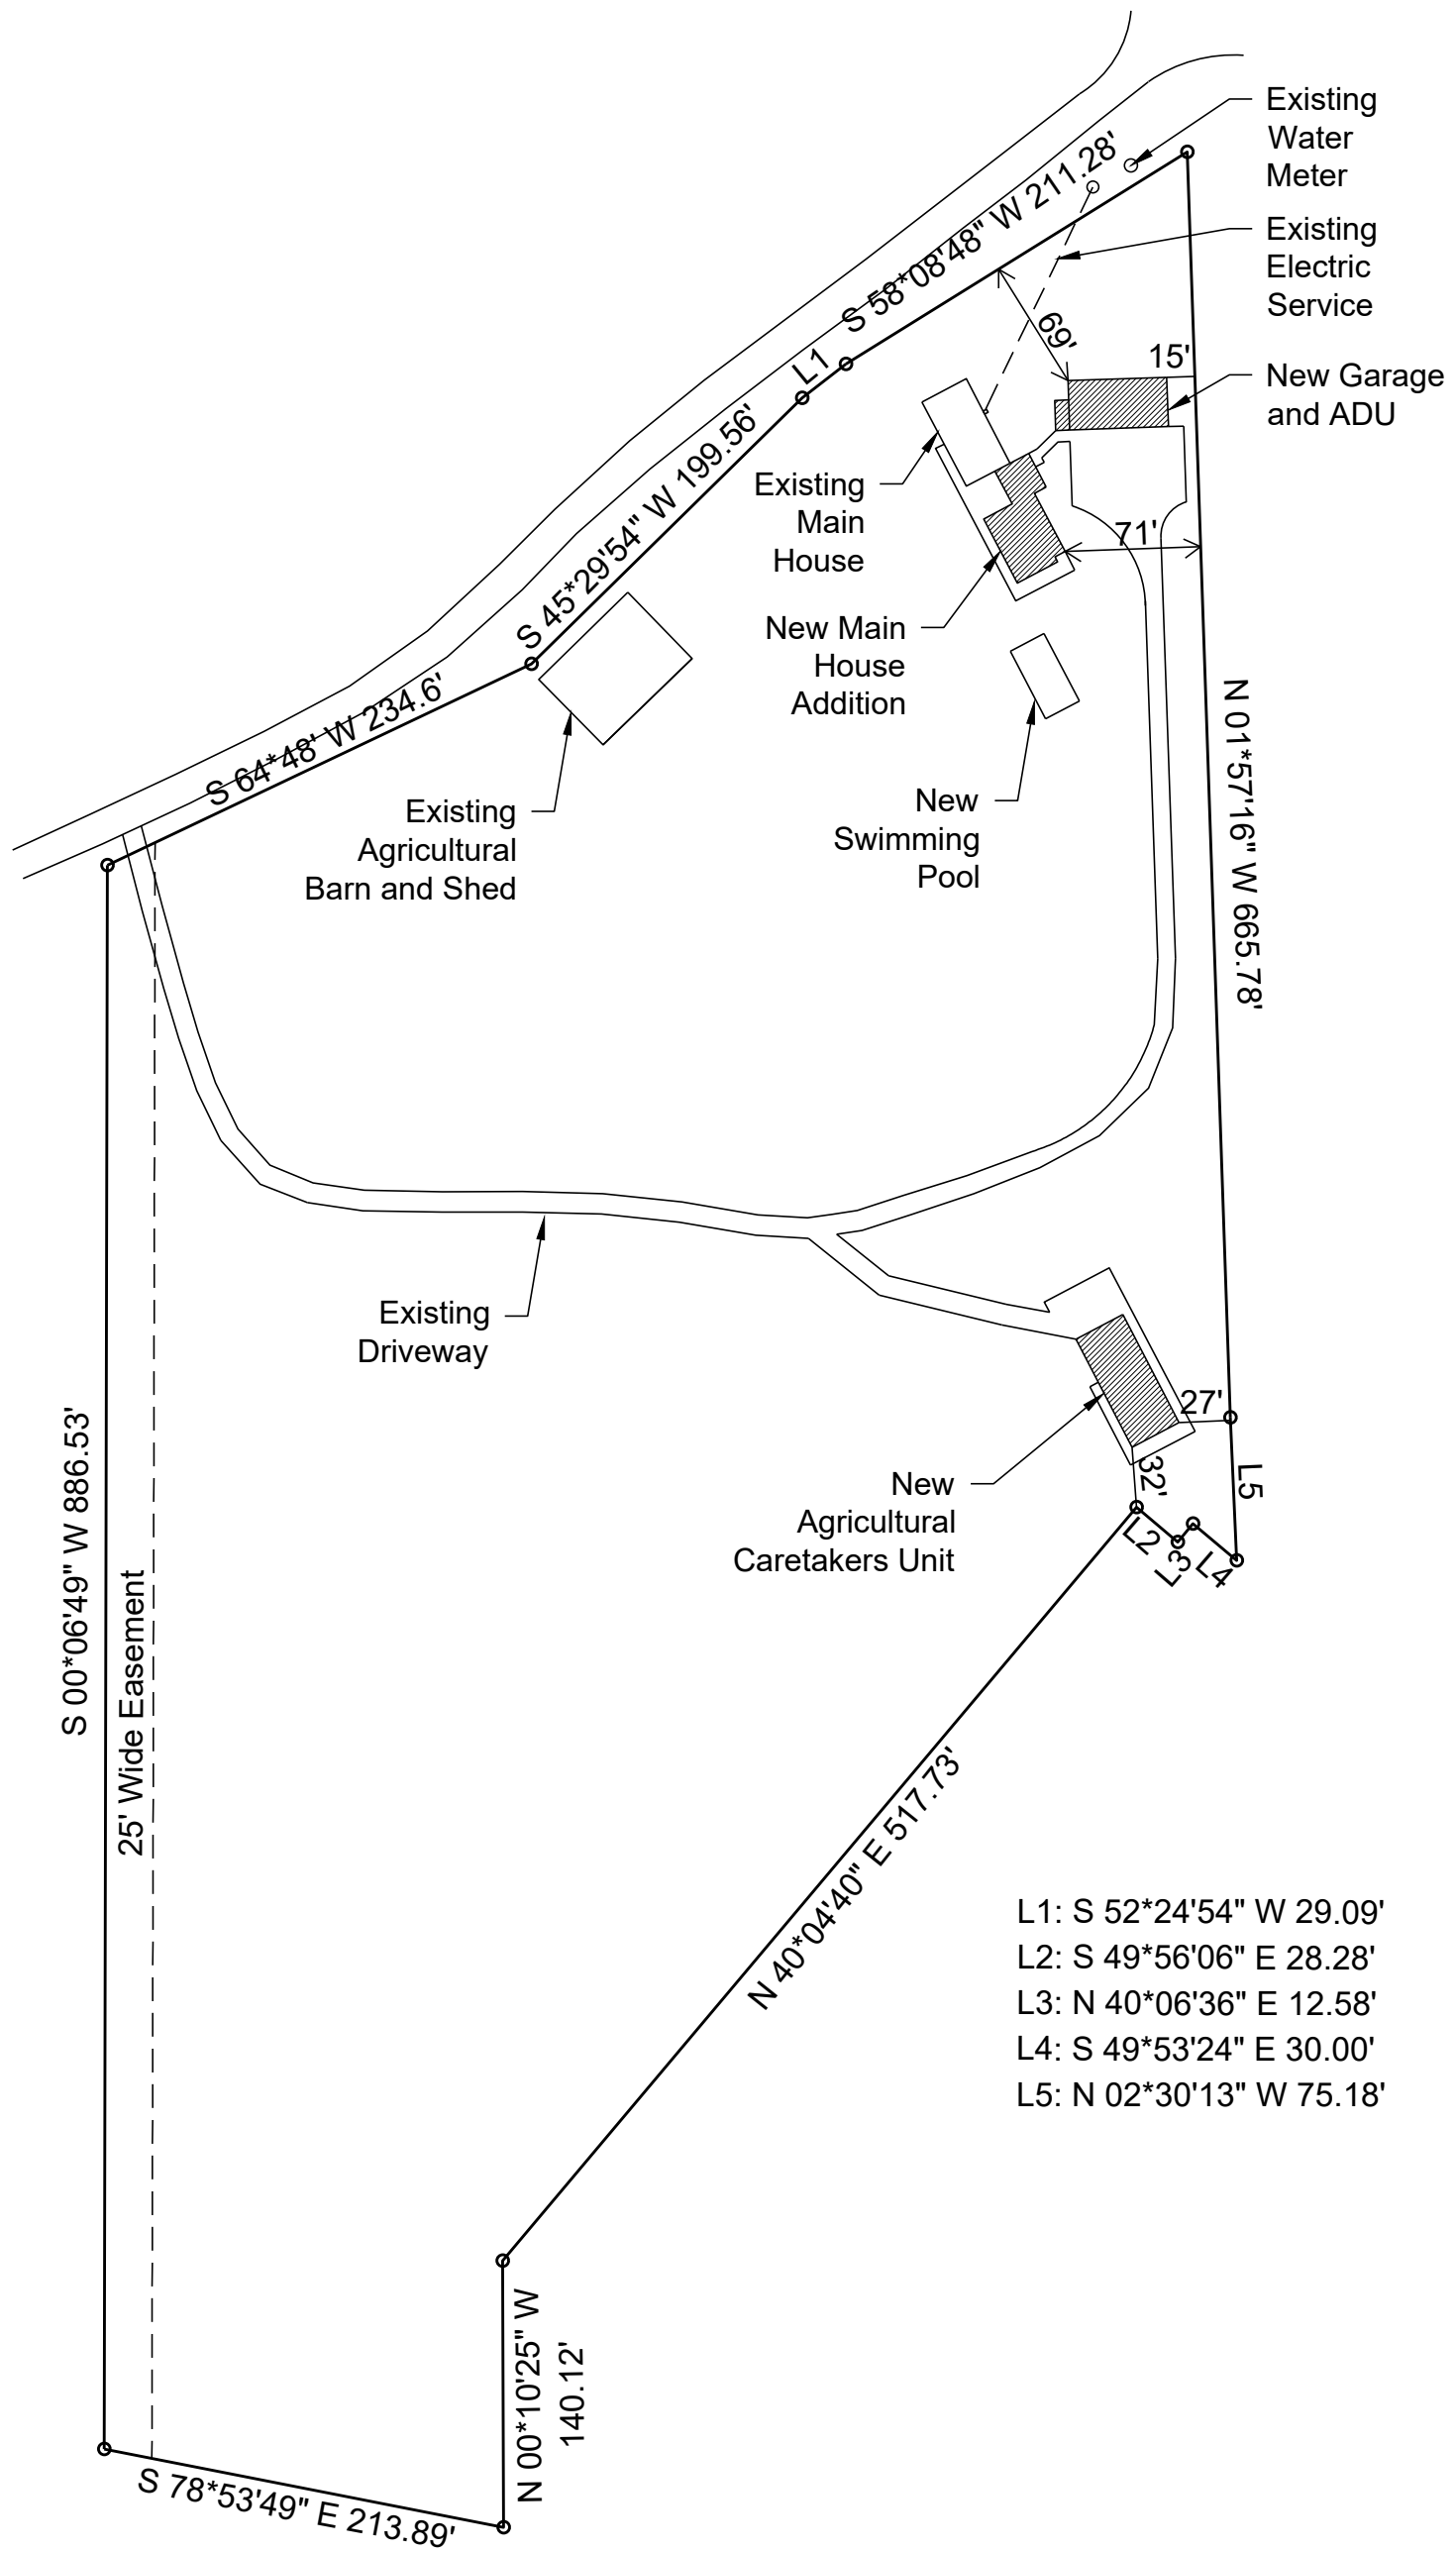 Existing
Water
Meter
S 58*08'48" W 211.28'
Existing
Electric
Service
69'
15'
L1
New Garage
and ADU
S 45*29'54" W 199.56'
Existing
Main
House
71'
New Main
House
Addition
S 64*48' W 234.6'
N 01*57'16" W 665.78'
New
Swimming
Pool
Existing
Agricultural
Barn and Shed
Existing
Driveway
27'
S 00*06'49" W 886.53'
25' Wide Easement
32'
L5
New
Agricultural
Caretakers Unit
L2
L3
L4
N 40*04'40" E 517.73'
L1: S 52*24'54" W 29.09'
L2: S 49*56'06" E 28.28'
L3: N 40*06'36" E 12.58'
L4: S 49*53'24" E 30.00'
L5: N 02*30'13" W 75.18'
N 00*10'25" W
140.12'
S 78*53'49" E 213.89'